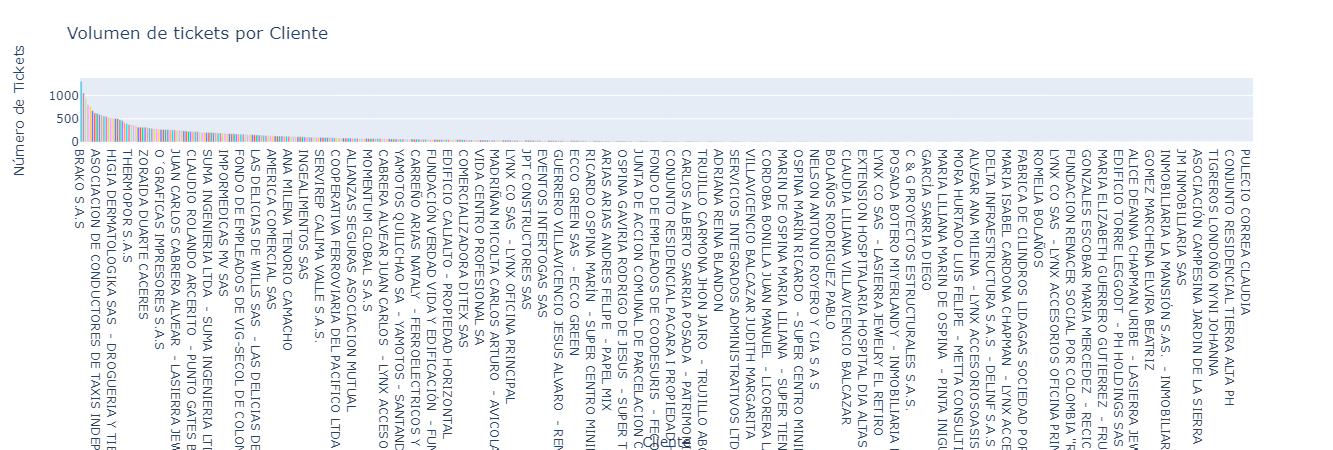 Volumen de tickets por Cliente
Número de Tickets
1000
500
0
BRAKO S.A.S
ASOCIACION DE CONDUCTORES DE TAXIS INDEP
HIGIA DERMATOLOGIKA SAS - DROGUERIA Y TIE
THERMOPOR S.A.S
ZORAIDA DUARTE CACERES
O´GRAFICAS IMPRESORES S.A.S
JUAN CARLOS CABRERA ALVEAR - LASIERRA JEW
CLAUDIO ROLANDO ARCERITO - PUNTO GATES B
SUMA INGENIERIA LTDA - SUMA INGENIERIA LTI
IMPORMEDICAS MV SAS
FONDO DE EMPLEADOS DE VIG-SECOL DE COLON
LAS DELICIAS DE WILLS SAS - LAS DELICIAS DE
AMERICA COMERCIAL SAS
ANA MILENA TENORIO CAMACHO
INGEALIMENTOS SAS
SERVIREP CALIMA VALLE S.A.S.
COOPERATIVA FERROVIARIA DEL PACIFICO LTDA
ALIANZAS SEGURAS ASOCIACION MUTUAL
MOMENTUM GLOBAL S.A.S
CABRERA ALVEAR JUAN CARLOS - LYNX ACCESO
YAMOTOS QUILICHAO SA - YAMOTOS - SANTAND
CARREÑO ARIAS NATALY - FERROELECTRICOS Y
FUNDACIÓN VERDAD VIDA Y EDIFICACIÓN - FUN
EDIFICIO CALIALTO - PROPIEDAD HORIZONTAL
COMERCIALIZADORA DITEX SAS
VIDA CENTRO PROFESIONAL SA
MADRIÑAN MICOLTA CARLOS ARTURO - AVICOLA
LYNX CO SAS - LYNX OFICINA PRINCIPAL
JPT CONSTRUCTORES SAS
EVENTOS INTERTOGAS SAS
GUERRERO VILLAVICENCIO JESUS ALVARO - REN
ECCO GREEN SAS - ECCO GREEN
RICARDO OSPINA MARIN - SUPER CENTRO MINI
ARIAS ARIAS ANDRES FELIPE - PAPEL MIX
OSPINA GAVIRIA RODRIGO DE JESUS - SUPER T
JUNTA DE ACCION COMUNAL DE PARCELACION C
FONDO DE EMPLEADOS DE COODESURIS - FEC
CONJUNTO RESIDENCIAL PACARA I PROPIEDAD
CARLOS ALBERTO SARRIA POSADA - PATRIMO
TRUJILLO CARMONA JHON JAIRO - TRUJILLO ABO
ADRIANA REINA BLANDON
SERVICIOS INTEGRADOS ADMINISTRATIVOS LTD
VILLAVICENCIO BALCAZAR JUDITH MARGARITA
CORDOBA BONILLA JUAN MANUEL - LICORERA L
MARIN DE OSPINA MARIA LILIANA - SUPER TIEN
OSPINA MARÍN RICARDO - SUPER CENTRO MINI
NELSON ANTONIO ROYERO Y CIA S A S
BOLAÑOS RODRIGUEZ PABLO
CLAUDIA LILIANA VILLAVICENCIO BALCAZAR
EXTENSION HOSPITALARIA HOSPITAL DIA ALTAS
LYNX CO SAS - LASIERRA JEWELRY EL RETIRO
POSADA BOTERO MIYERLANDY - INMOBILIARIA
C & G PROYECTOS ESTRUCTURALES S.A.S.
GARCÍA SARRIA DIEGO
MARIA LILIANA MARIN DE OSPINA - PINTA INIGU
MORA HURTADO LUIS FELIPE - METTA CONSULTI
ALVEAR ANA MILENA - LYNX ACCESORIOSOASIS
DELTA INFRAESTRUCTURA S.A.S - DELINF S.A.S
MARIA ISABEL CARDONA CHAPMAN - LYNX ACCE
FABRICA DE CILINDROS LIDAGAS SOCIEDAD POR
ROMELIA BOLAÑOS
LYNX CO SAS - LYNX ACCESORIOS OFICINA PRIN
FUNDACION RENACER SOCIAL POR COLOMBIA "R
GONZALES ESCOBAR MARIA MERCEDEZ - RECIC
MARIA ELIZABETH GUERRERO GUTIERREZ - FRU
EDIFICIO TORRE LEGGODT - PH HOLDINGS SAS
ALICE DEANNA CHAPMAN URIBE - LASIERRA JEW
GOMEZ MARCHENA ELVIRA BEATRIZ
INMOBILIARIA LA MANSIÓN S.A.S. - INMOBILIAR
JM INMOBILIARIA SAS
ASOCIACIÓN CAMPESINA JARDIN DE LA SIERRA
TIGREROS LONDOÑO NYNI JOHANNA
CONJUNTO RESIDENCIAL TIERRA ALTA PH
PULECIO CORREA CLAUDIA
Cliente